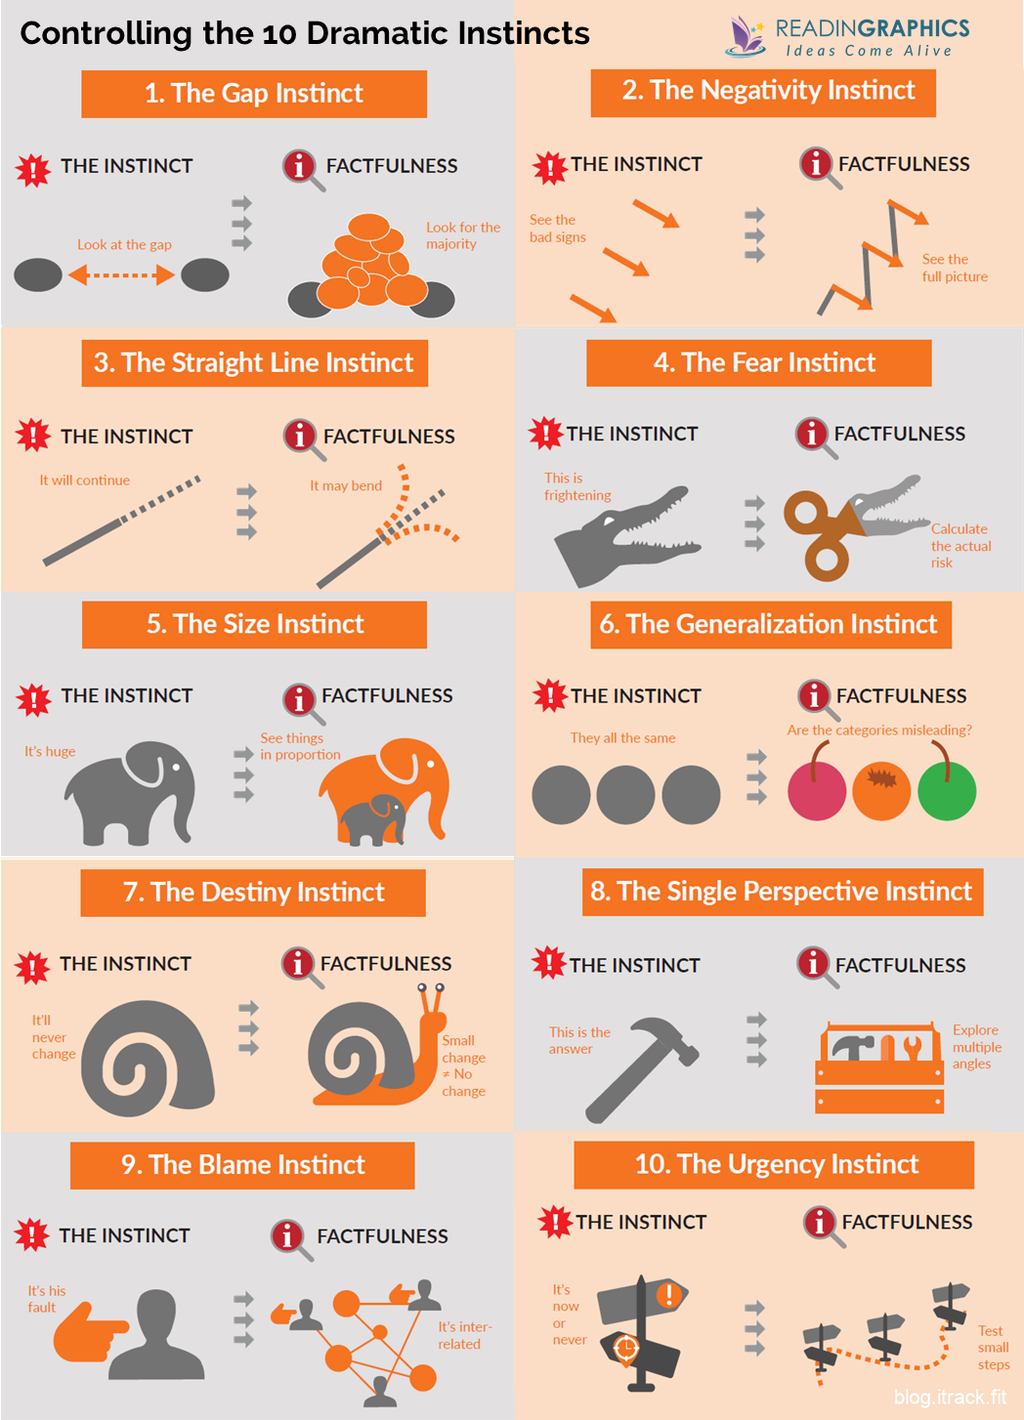 Controlling the 10 Dramatic Instincts
READINGRAPHICS
Ideas Come Alive
1. The Gap Instinct
THE INSTINCT
FACTFULNESS
Look at the gap
Look for the
majority
2. The Negativity Instinct
THE INSTINCT
FACTFULNESS
See the
bad signs
See the
full picture
3. The Straight Line Instinct
THE INSTINCT
FACTFULNESS
It will continue
It may bend
4. The Fear Instinct
THE INSTINCT
FACTFULNESS
This is
frightening
Calculate
the actual
risk
5. The Size Instinct
THE INSTINCT
FACTFULNESS
It's huge
See things
in proportion
6. The Generalization Instinct
THE INSTINCT
FACTFULNESS
They all the same
Are the categories misleading?
7. The Destiny Instinct
THE INSTINCT
FACTFULNESS
It'll
never
change
Small
change
≠ No
change
8. The Single Perspective Instinct
THE INSTINCT
FACTFULNESS
This is the
answer
Explore
multiple
angles
9. The Blame Instinct
THE INSTINCT
FACTFULNESS
It's his
fault
It's inter-
related
10. The Urgency Instinct
THE INSTINCT
FACTFULNESS
It's
now
or
never
Test
small
steps
blog.itrack.fit